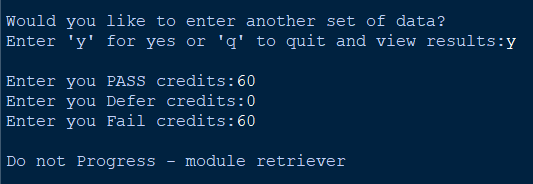 Would you like to enter another set of data?
Enter 'y' for yes or 'q' to quit and view results:y
Enter you PASS credits:60
Enter you Defer credits:0
Enter you Fail credits:60
Do not Progress – module retriever